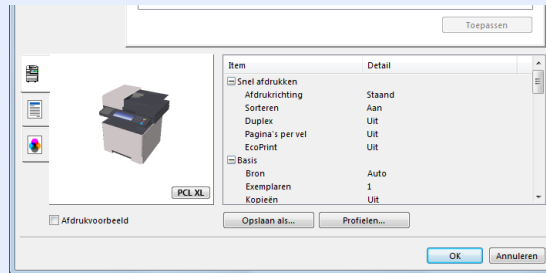 Toepassen
Item Detail
Snel afdrukken
Afdrukrichting Staand
Sorteren Aan
Duplex Uit
Pagina's per vel Uit
EcoPrint Uit
Basis
Bron Auto
Exemplaren 1
Kopieën Uit
PCL XL
Afdrukvoorbeeld Opslaan als... Profielen...
OK Annuleren